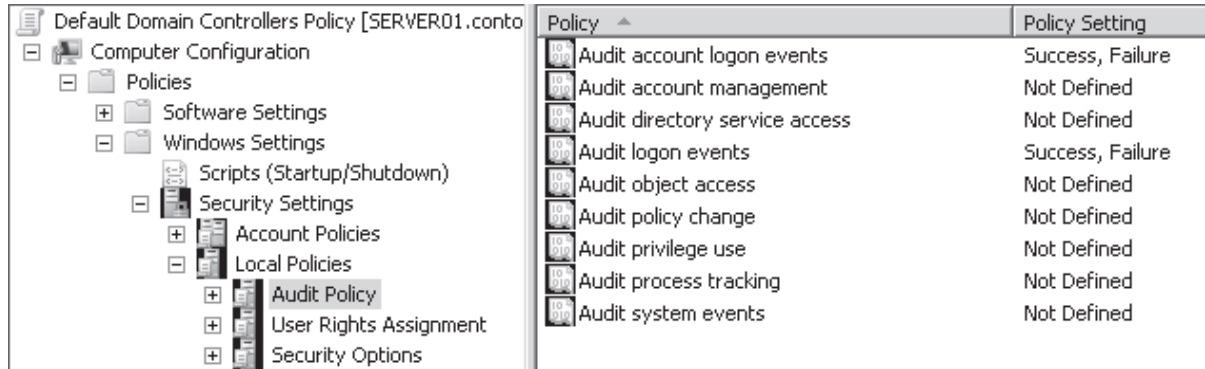 Default Domain Controllers Policy [SERVER01.conto
Computer Configuration
Policies
Software Settings
Windows Settings
Scripts (Startup/Shutdown)
Security Settings
Account Policies
Local Policies
Audit Policy
User Rights Assignment
Security Options
Policy Policy Setting
Audit account logon events Success, Failure
Audit account management Not Defined
Audit directory service access Not Defined
Audit logon events Success, Failure
Audit object access Not Defined
Audit policy change Not Defined
Audit privilege use Not Defined
Audit process tracking Not Defined
Audit system events Not Defined